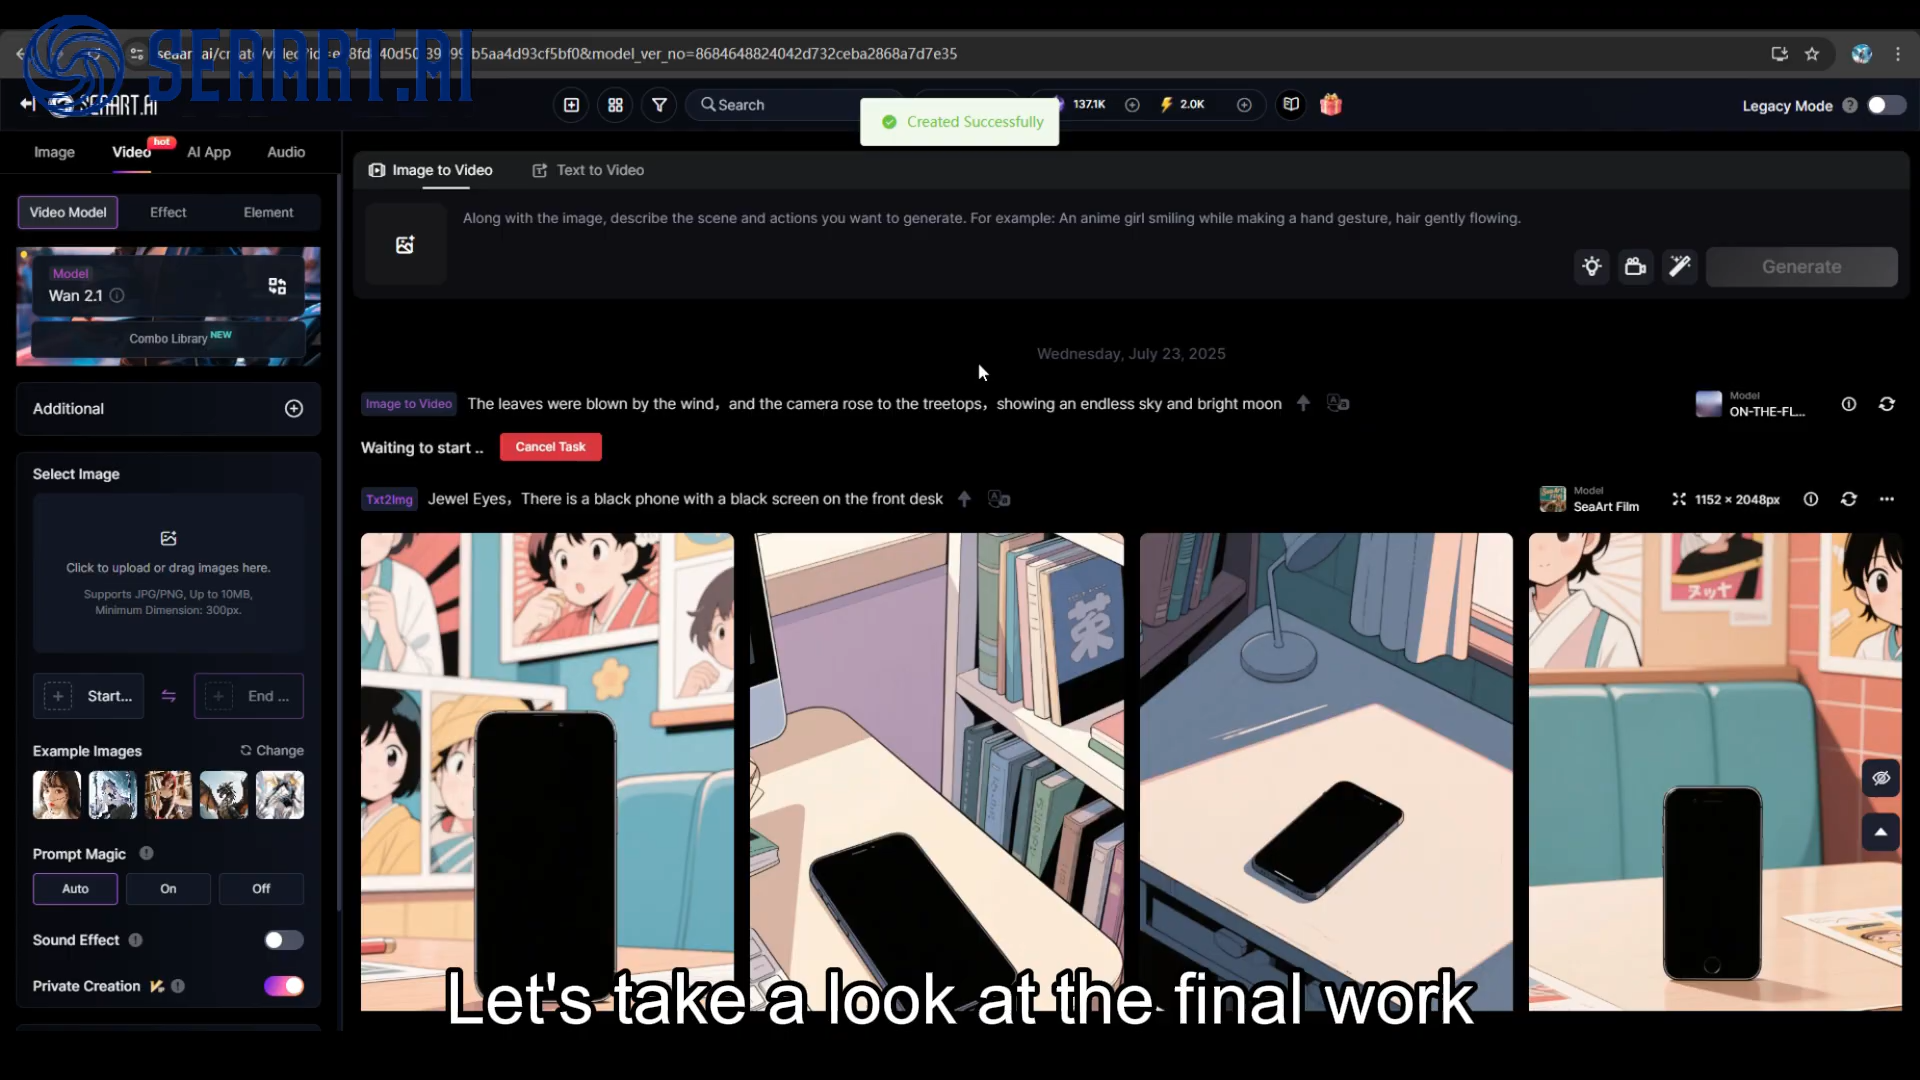 SEAART.AI
SEAART.AI
Search
137.1K
2.0K
Legacy Mode
Created Successfully
Image
Video
hot
AI App
Audio
Image to Video
Text to Video
Video Model
Effect
Element
Along with the image, describe the scene and actions you want to generate. For example: An anime girl smiling while making a hand gesture, hair gently flowing.
Generate
Model
Wan 2.1
Combo Library NEW
Wednesday, July 23, 2025
Additional
Image to Video
The leaves were blown by the wind，and the camera rose to the treetops，showing an endless sky and bright moon
Model
ON-THE-FL...
Waiting to start ..
Cancel Task
Select Image
Txt2Img
Jewel Eyes，There is a black phone with a black screen on the front desk
Model
SeaArt Film
1152 × 2048px
Click to upload or drag images here.
Supports JPG/PNG, Up to 10MB,
Minimum Dimension: 300px.
Start...
End ...
Example Images
Change
Prompt Magic
Auto
On
Off
Sound Effect
Private Creation
Let's take a look at the final work